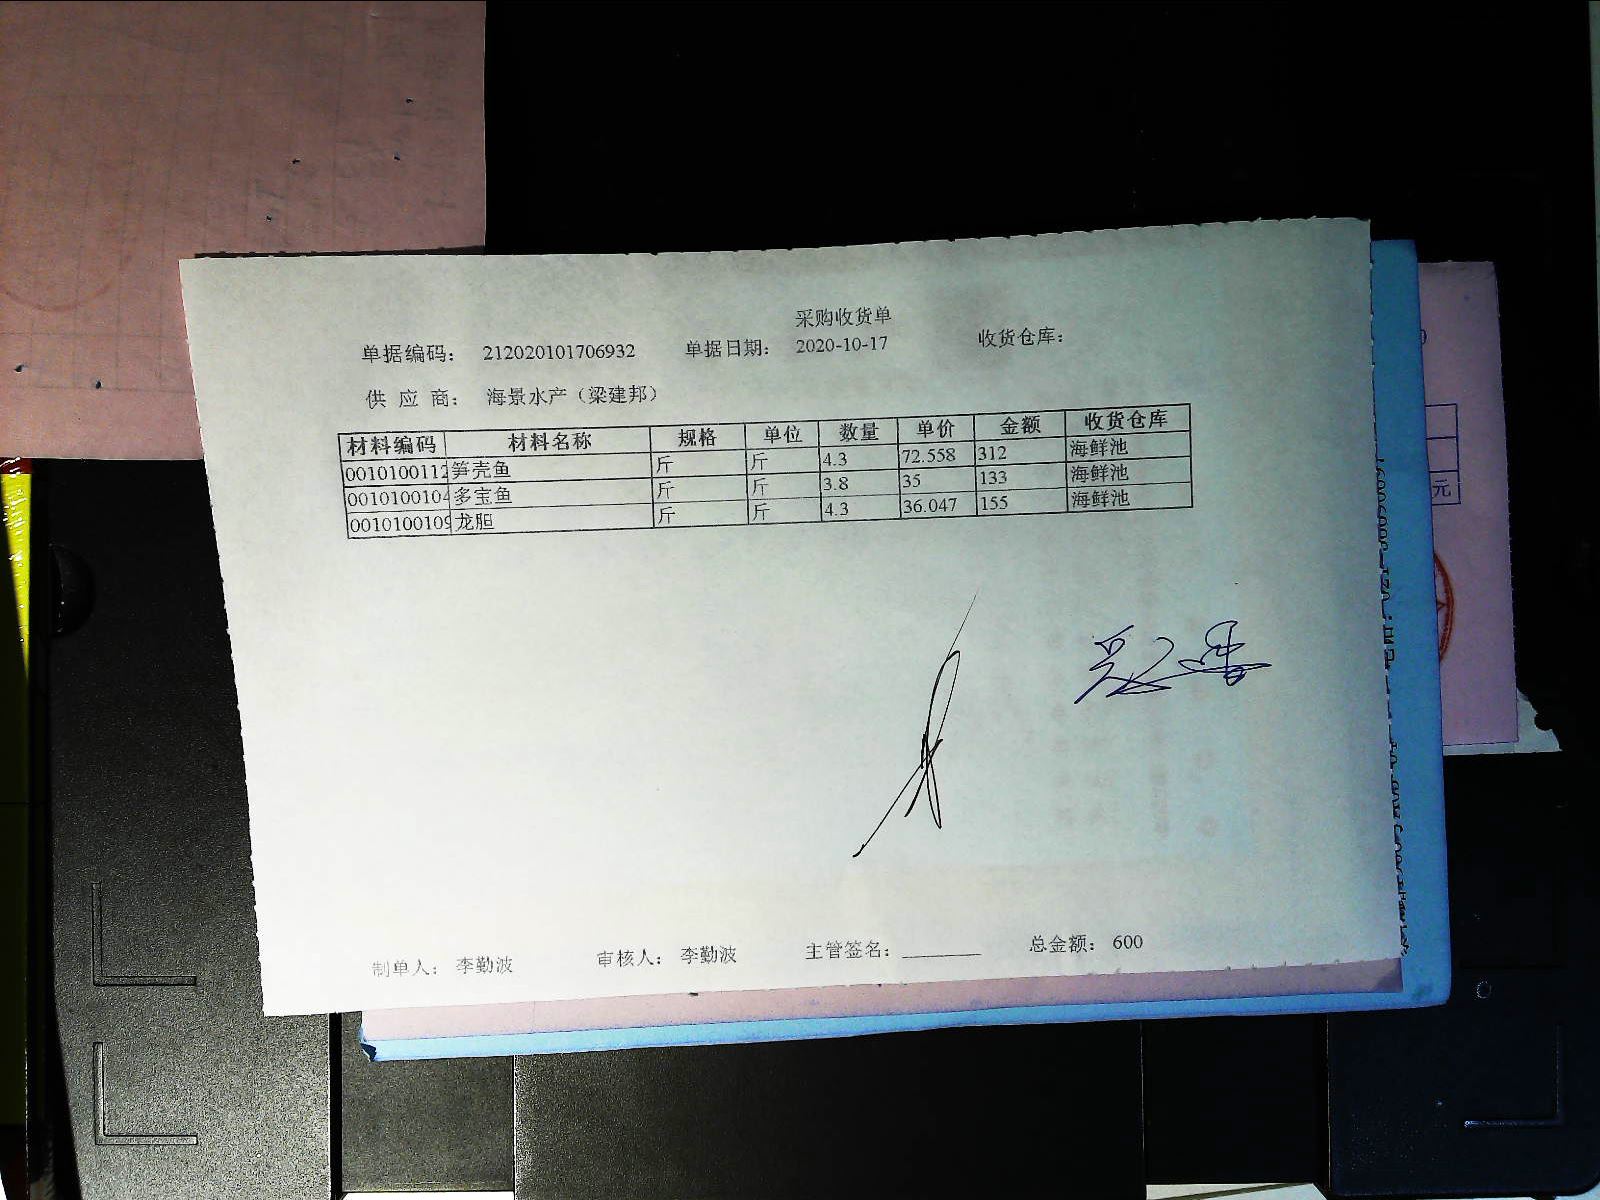 采购收货单
单据编码: 212020101706932 单据日期: 2020-10-17 收货仓库:
供 应 商: 海景水产（梁建邦）
材料编码 材料名称 规格 单位 数量 单价 金额 收货仓库
0010100112 笋壳鱼 斤 斤 4.3 72.558 312 海鲜池
0010100104 多宝鱼 斤 斤 3.8 35 133 海鲜池
0010100109 龙胆 斤 斤 4.3 36.047 155 海鲜池
制单人: 李勤波 审核人: 李勤波 主管签名: 总金额: 600
元